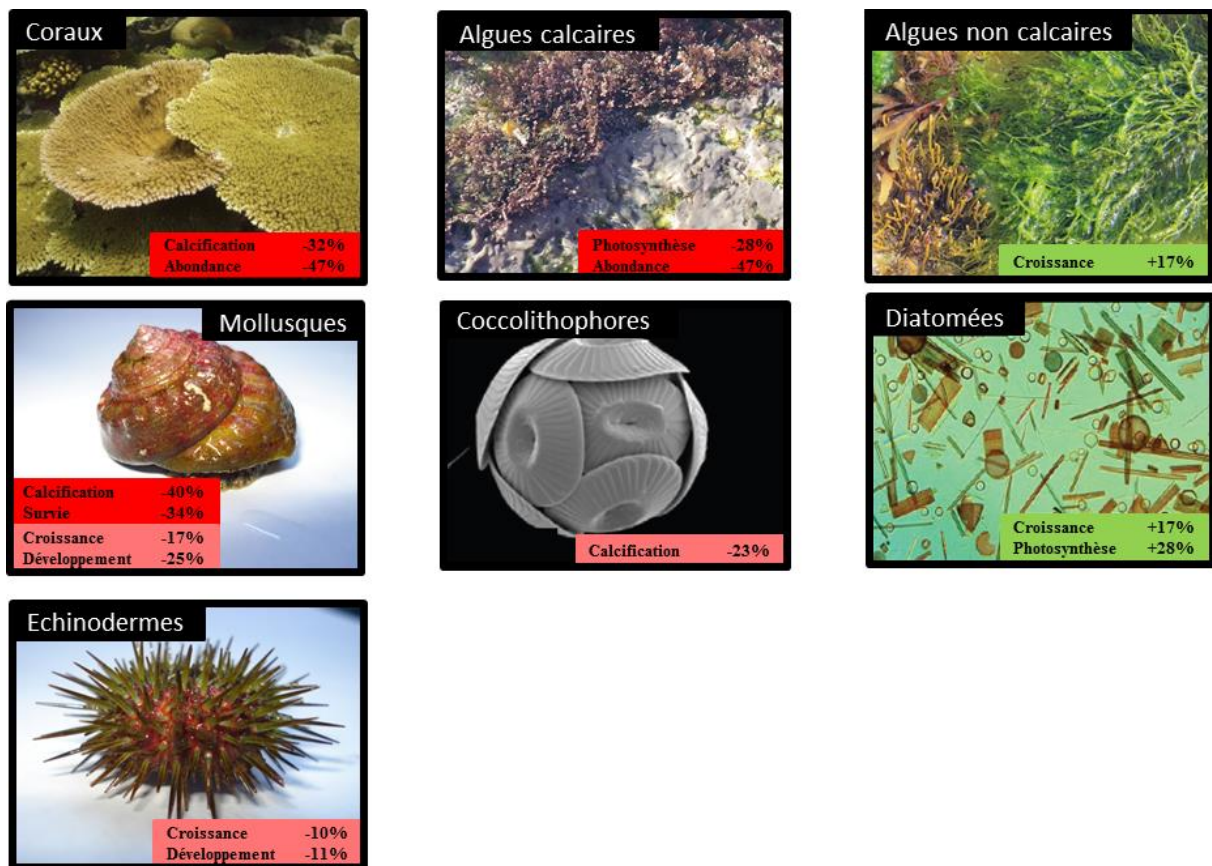 Coraux
Calcification -32%
Abondance -47%
Algues calcaires
Photosynthèse -28%
Abondance -47%
Algues non calcaires
Croissance +17%
Mollusques
Calcification -40%
Survie -34%
Croissance -17%
Développement -25%
Coccolithophores
Calcification -23%
Diatomées
Croissance +17%
Photosynthèse +28%
Echinodermes
Croissance -10%
Développement -11%